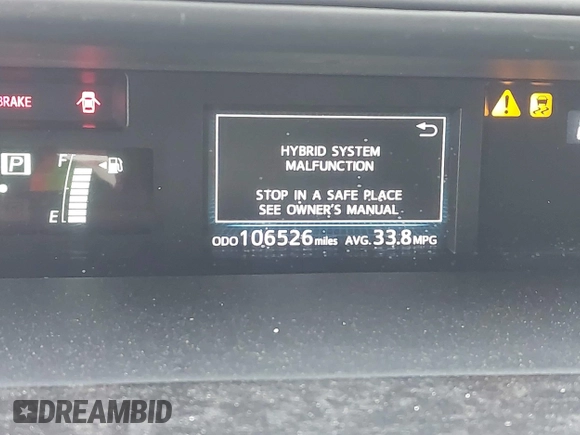 BRAKE
P
F
E
HYBRID SYSTEM
MALFUNCTION
STOP IN A SAFE PLACE
SEE OWNER'S MANUAL
ODO 106526 miles AVG. 33.8 MPG
DREAMBID